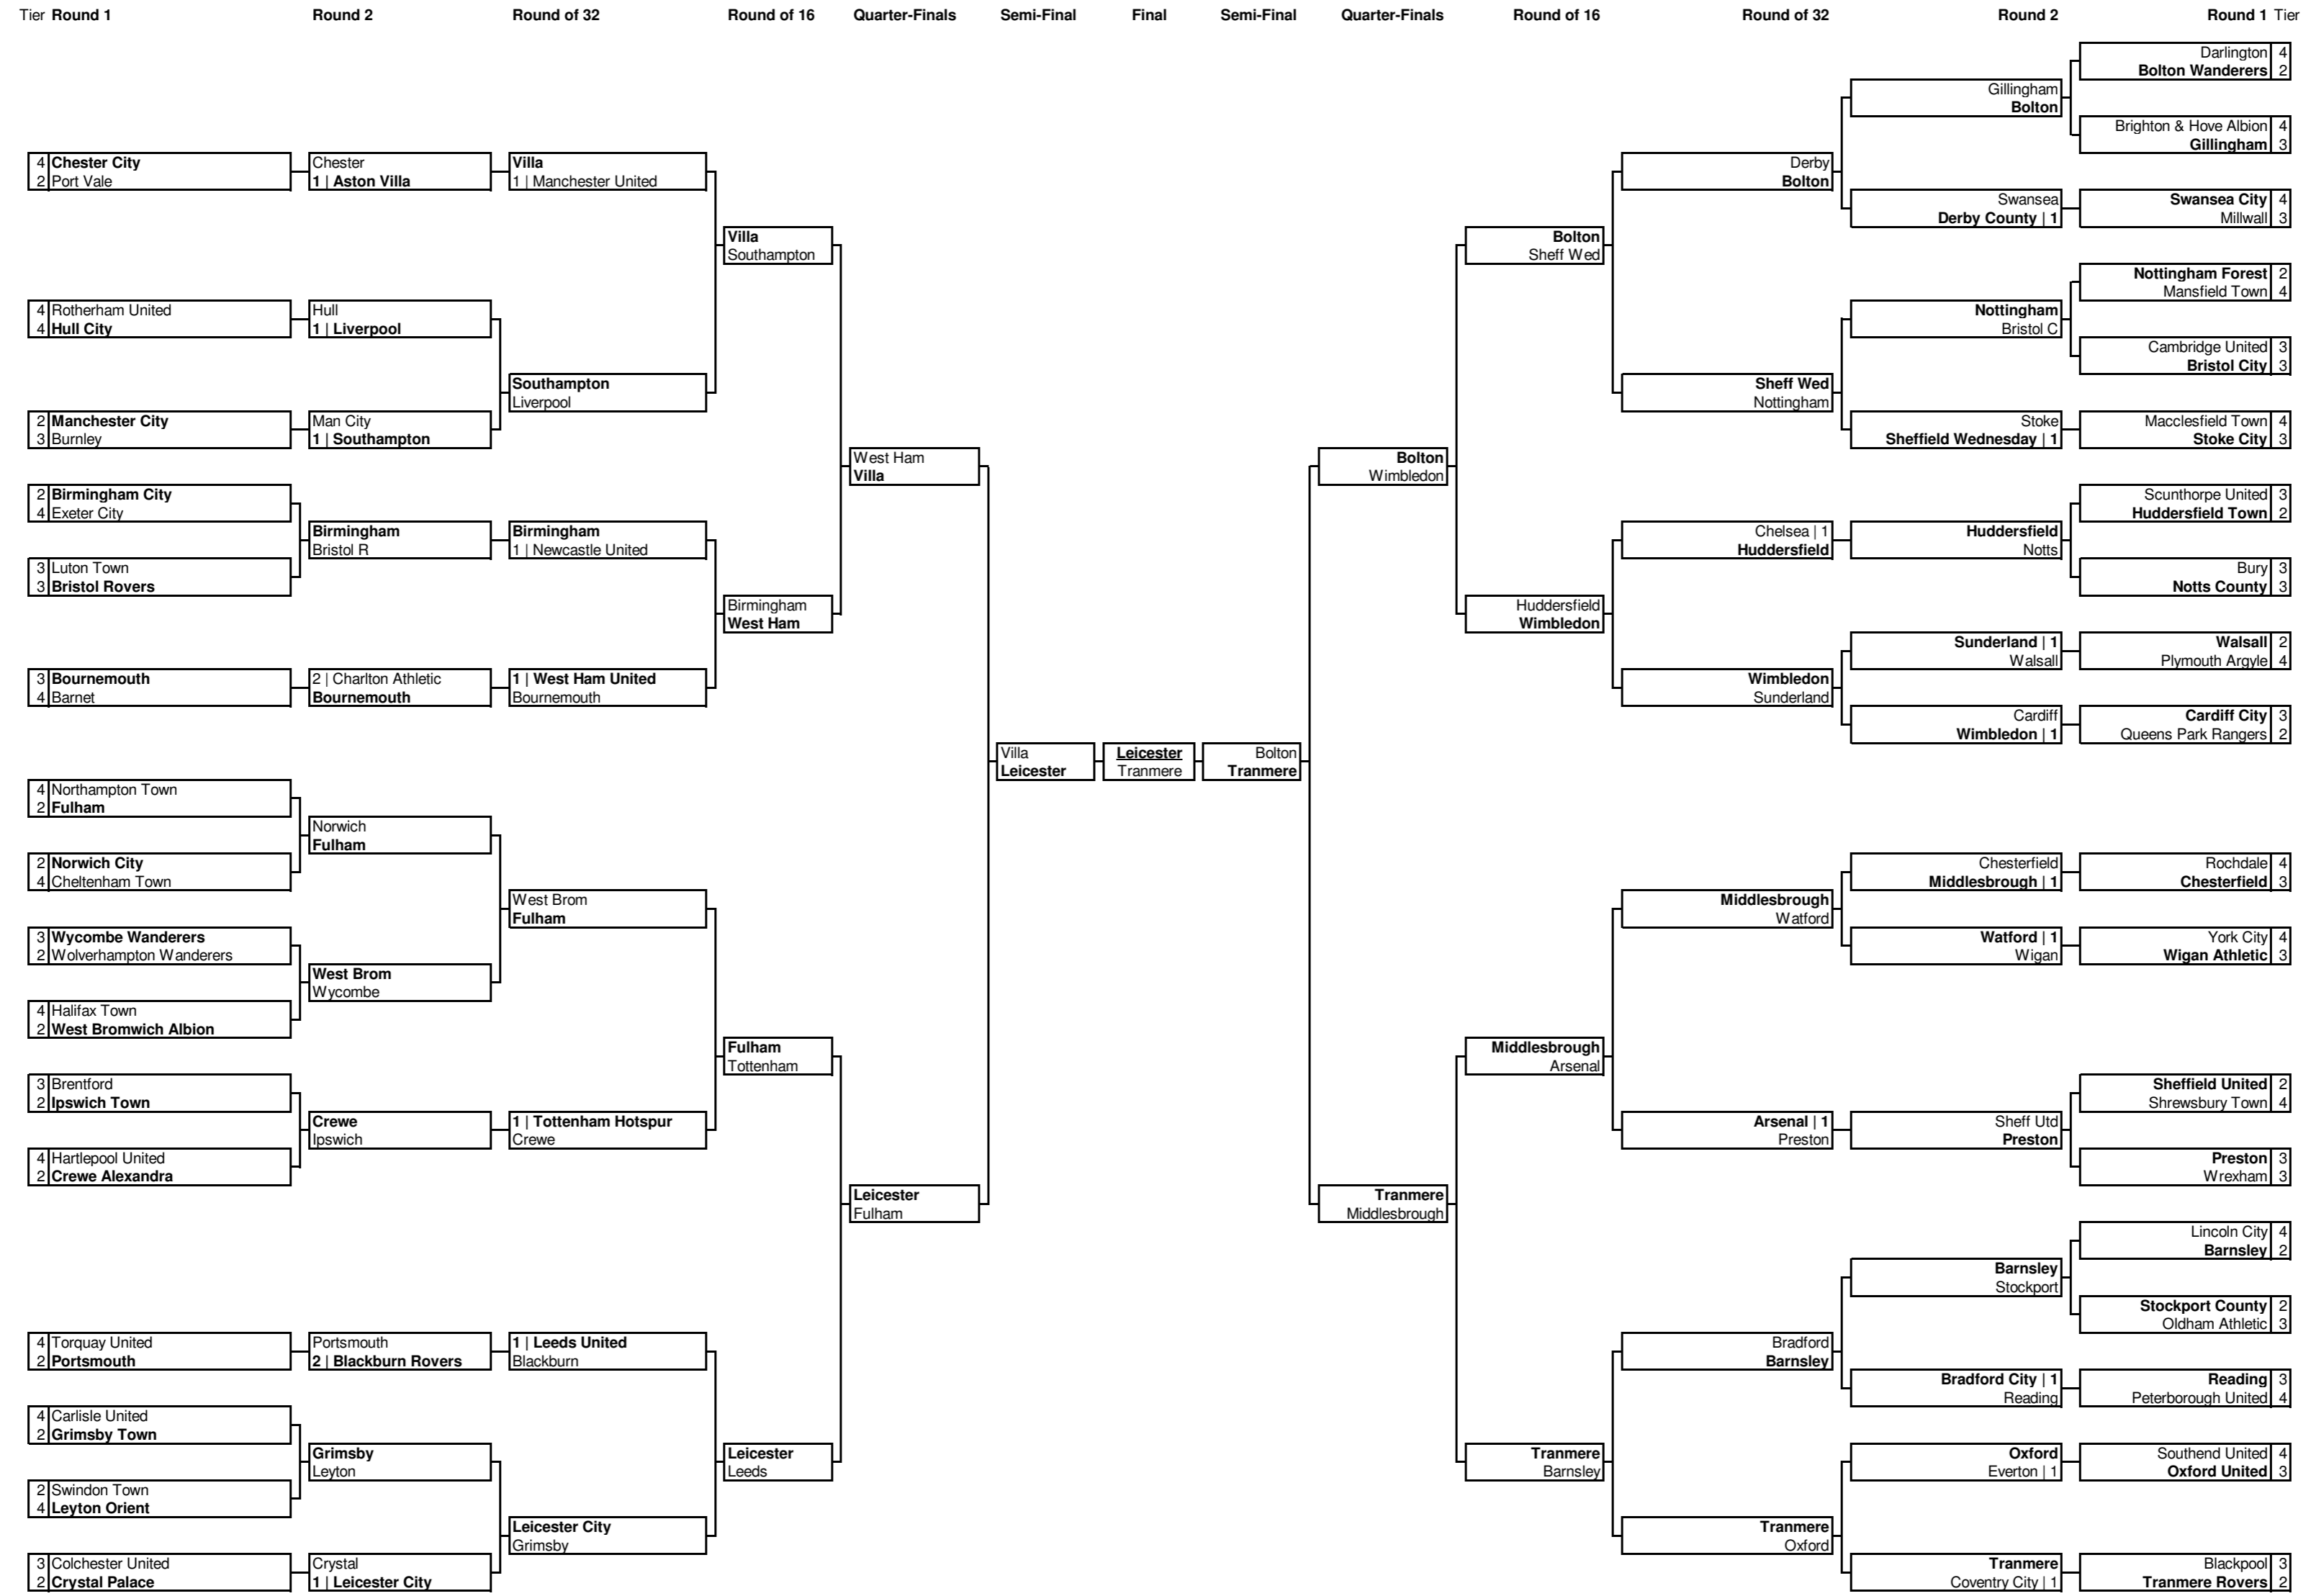 Tier Round 1 Round 2 Round of 32 Round of 16 Quarter-Finals Semi-Final Final Semi-Final Quarter-Finals Round of 16 Round of 32 Round 2 Round 1 Tier
4 Chester City
2 Port Vale
4 Rotherham United
4 Hull City
2 Manchester City
3 Burnley
2 Birmingham City
4 Exeter City
3 Luton Town
3 Bristol Rovers
3 Bournemouth
4 Barnet
4 Northampton Town
2 Fulham
2 Norwich City
4 Cheltenham Town
3 Wycombe Wanderers
2 Wolverhampton Wanderers
4 Halifax Town
2 West Bromwich Albion
3 Brentford
2 Ipswich Town
4 Hartlepool United
2 Crewe Alexandra
4 Torquay United
2 Portsmouth
4 Carlisle United
2 Grimsby Town
2 Swindon Town
4 Leyton Orient
3 Colchester United
2 Crystal Palace
Chester
1 | Aston Villa
Hull
1 | Liverpool
Man City
1 | Southampton
Birmingham
Bristol R
2 | Charlton Athletic
Bournemouth
Norwich
Fulham
West Brom
Wycombe
Crewe
Ipswich
Portsmouth
2 | Blackburn Rovers
Grimsby
Leyton
Crystal
1 | Leicester City
Villa
1 | Manchester United
Southampton
Liverpool
Birmingham
1 | Newcastle United
1 | West Ham United
Bournemouth
West Brom
Fulham
1 | Tottenham Hotspur
Crewe
1 | Leeds United
Blackburn
Leicester City
Grimsby
Villa
Southampton
Birmingham
West Ham
Fulham
Tottenham
Leicester
Leeds
West Ham
Villa
Leicester
Fulham
Villa
Leicester
Leicester
Tranmere
Bolton
Tranmere
Bolton
Wimbledon
Tranmere
Middlesbrough
Bolton
Sheff Wed
Huddersfield
Wimbledon
Middlesbrough
Arsenal
Tranmere
Barnsley
Derby
Bolton
Sheff Wed
Nottingham
Chelsea | 1
Huddersfield
Wimbledon
Sunderland
Middlesbrough
Watford
Arsenal | 1
Preston
Bradford
Barnsley
Tranmere
Oxford
Gillingham
Bolton
Swansea
Derby County | 1
Nottingham
Bristol C
Stoke
Sheffield Wednesday | 1
Huddersfield
Notts
Sunderland | 1
Walsall
Cardiff
Wimbledon | 1
Chesterfield
Middlesbrough | 1
Watford | 1
Wigan
Sheff Utd
Preston
Barnsley
Stockport
Bradford City | 1
Reading
Oxford
Everton | 1
Tranmere
Coventry City | 1
Darlington 4
Bolton Wanderers 2
Brighton & Hove Albion 4
Gillingham 3
Swansea City 4
Millwall 3
Nottingham Forest 2
Mansfield Town 4
Cambridge United 3
Bristol City 3
Macclesfield Town 4
Stoke City 3
Scunthorpe United 3
Huddersfield Town 2
Bury 3
Notts County 3
Walsall 2
Plymouth Argyle 4
Cardiff City 3
Queens Park Rangers 2
Rochdale 4
Chesterfield 3
York City 4
Wigan Athletic 3
Sheffield United 2
Shrewsbury Town 4
Preston 3
Wrexham 3
Lincoln City 4
Barnsley 2
Stockport County 2
Oldham Athletic 3
Reading 3
Peterborough United 4
Southend United 4
Oxford United 3
Blackpool 3
Tranmere Rovers 2